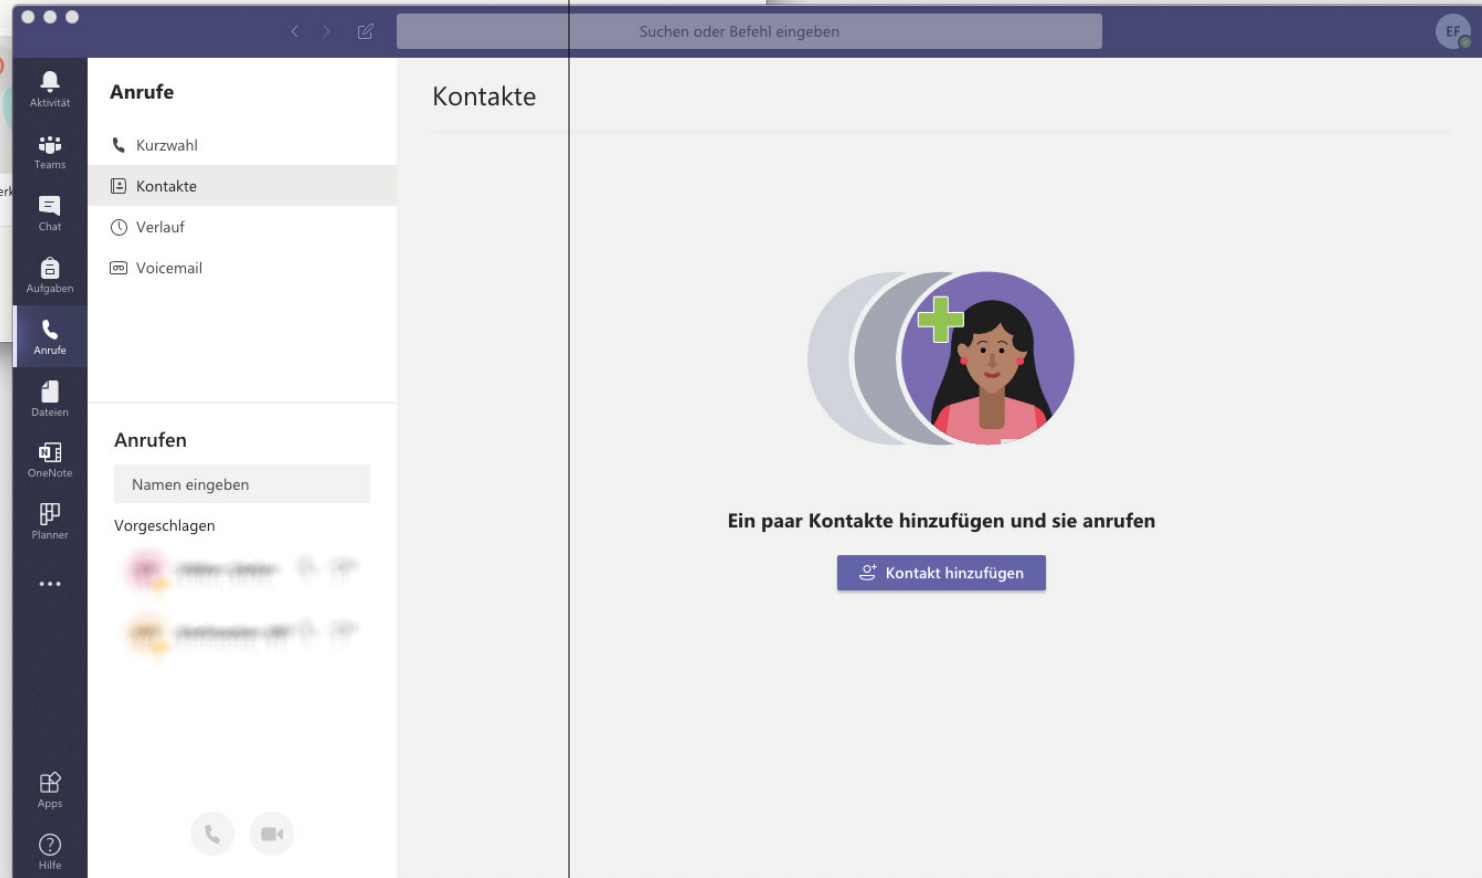 Suchen oder Befehl eingeben
EF
Aktivität
Teams
Chat
Aufgaben
Anrufe
Dateien
OneNote
Planner
Apps
Hilfe
Anrufe
Kurzwahl
Kontakte
Verlauf
Voicemail
Anrufen
Namen eingeben
Vorgeschlagen
Kontakte
Ein paar Kontakte hinzufügen und sie anrufen
Kontakt hinzufügen